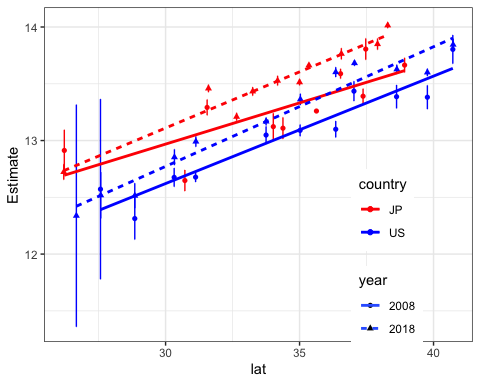 14
13
12
Estimate
30
35
40
lat
country
JP
US
year
2008
2018